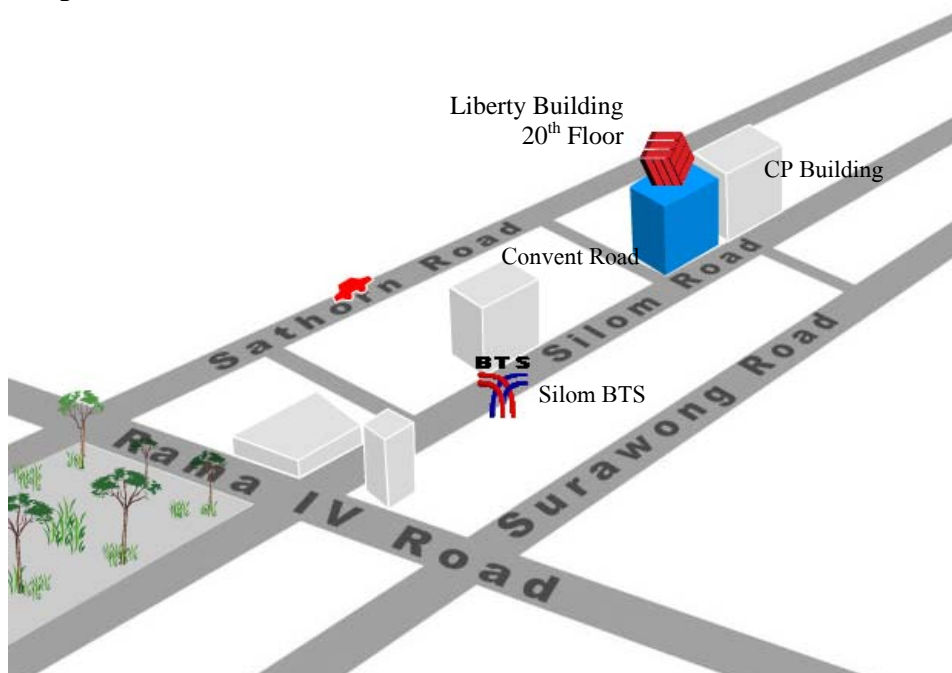 Liberty Building
20th Floor
CP Building
Convent Road
Sathorn Road
Silom Road
BTS
Silom BTS
Surawong Road
Rama IV Road